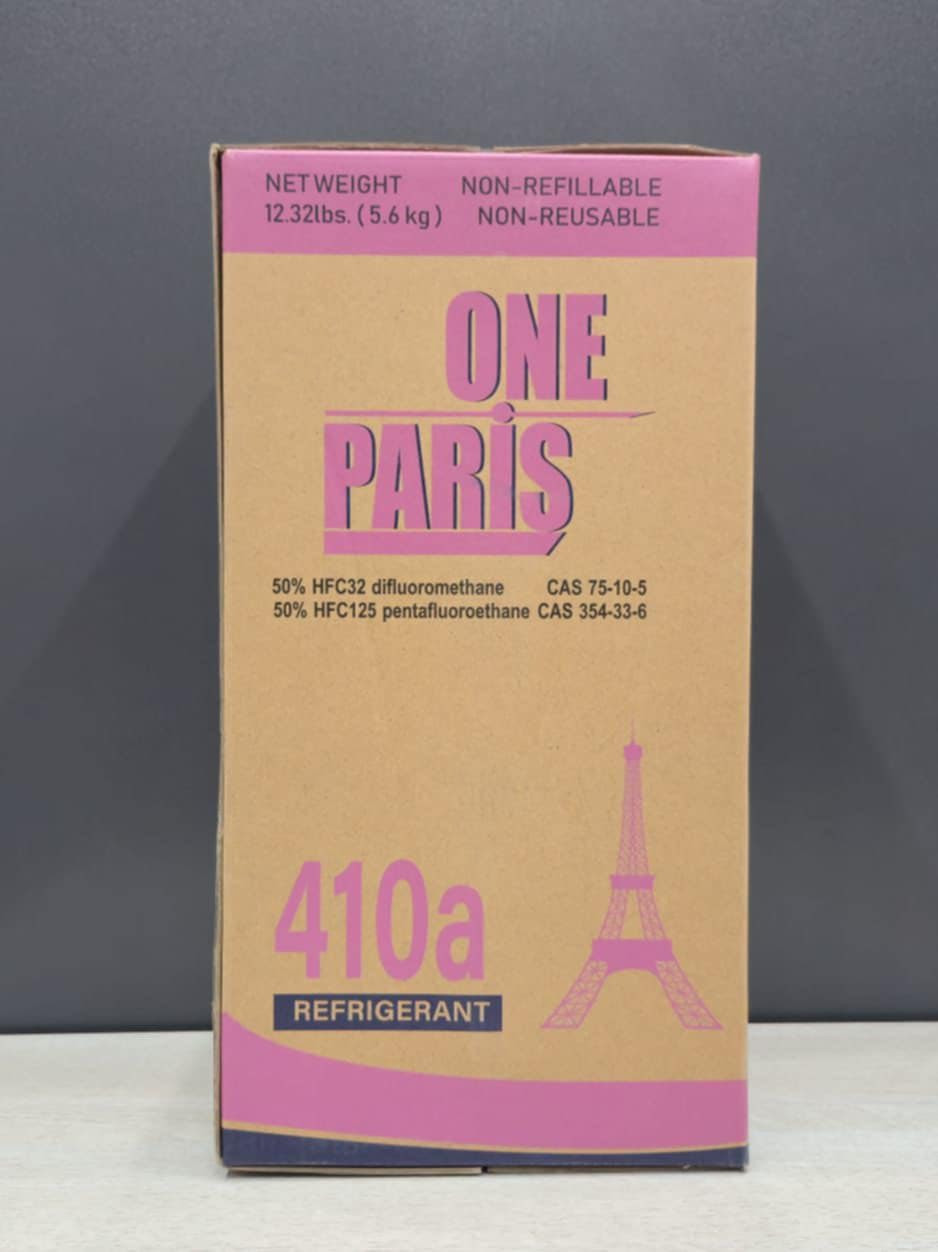 NET WEIGHT NON-REFILLABLE
12.32lbs. ( 5.6 kg ) NON-REUSABLE
ONE
PARiS
50% HFC32 difluoromethane CAS 75-10-5
50% HFC125 pentafluoroethane CAS 354-33-6
410a
REFRIGERANT